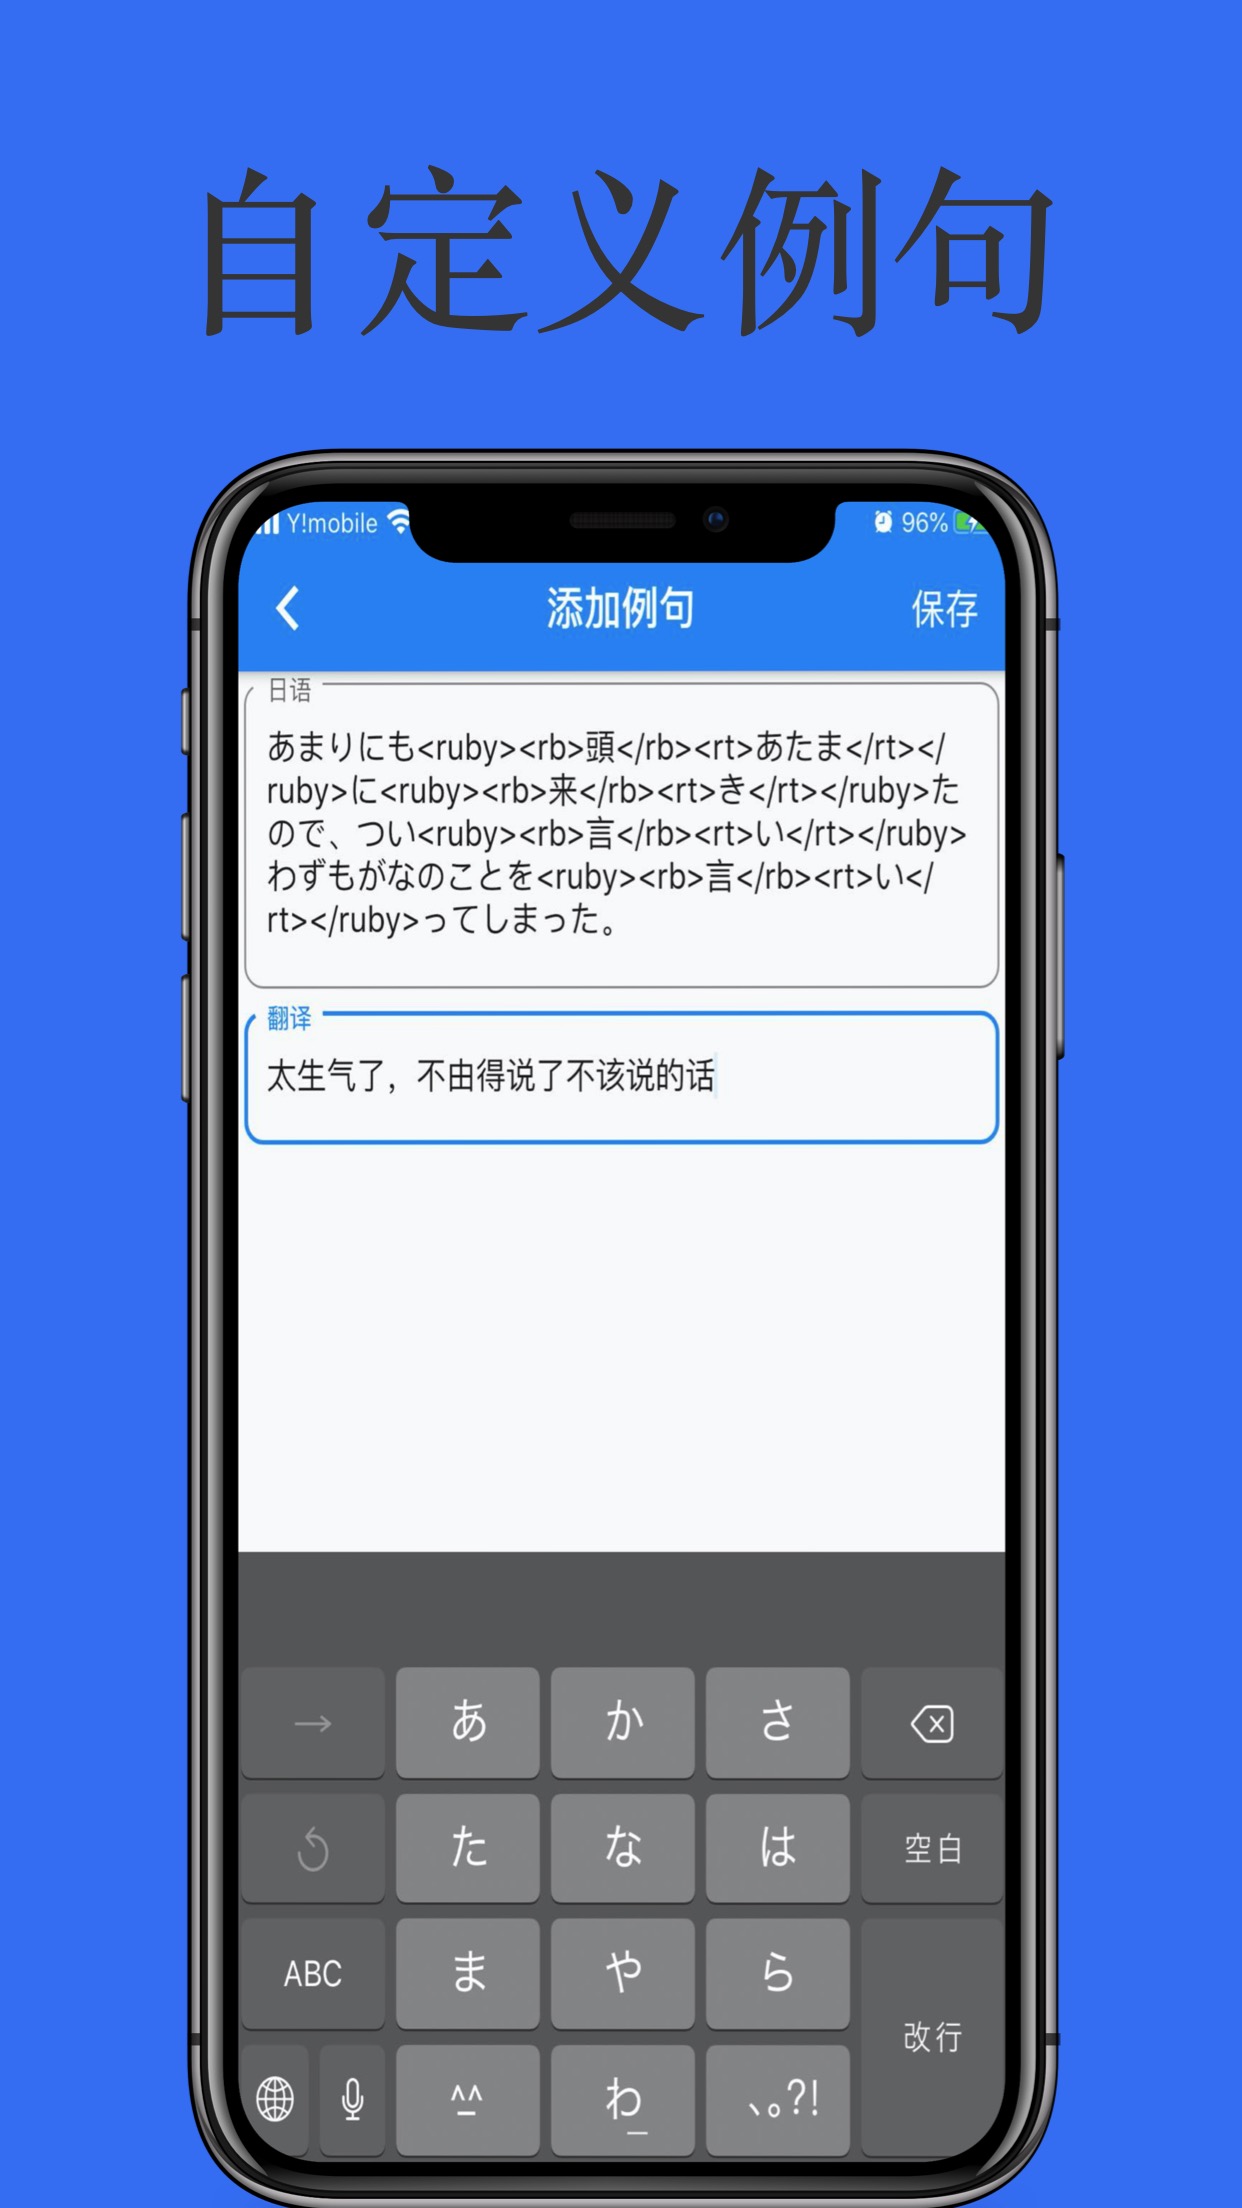 自定义例句
Y!mobile 96%
添加例句 保存
日语
あまりにも<ruby><rb>頭</rb><rt>あたま</rt></
ruby>に<ruby><rb>来</rb><rt>き</rt></ruby>た
ので、つい<ruby><rb>言</rb><rt>い</rt></ruby>
わずもがなのことを<ruby><rb>言</rb><rt>い</
rt></ruby>ってしまった。
翻译
太生气了，不由得说了不该说的话
→ あ か さ
た な は 空白
ABC ま や ら
改行
^^ わ_ 、。?!